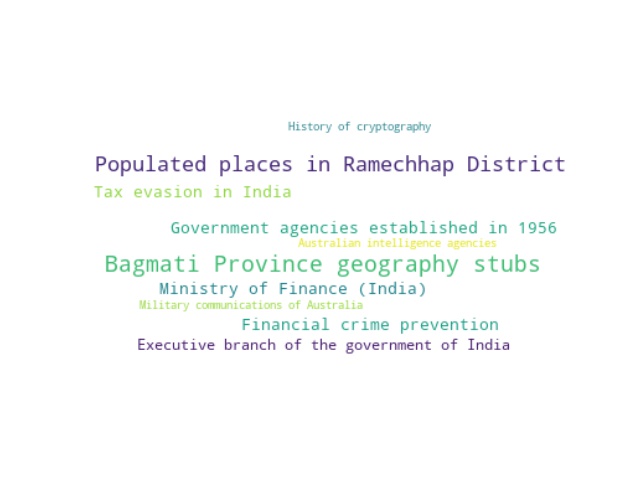 History of cryptography
Populated places in Ramechhap District
Tax evasion in India
Government agencies established in 1956
Australian intelligence agencies
Bagmati Province geography stubs
Ministry of Finance (India)
Military communications of Australia
Financial crime prevention
Executive branch of the government of India